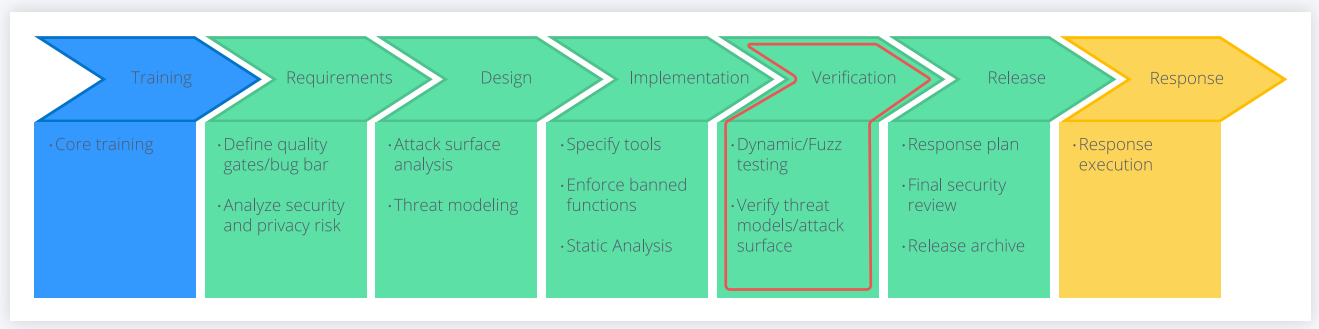 Training
Requirements
Design
Implementation
Verification
Release
Response
·Core training
·Define quality
gates/bug bar
·Analyze security
and privacy risk
·Attack surface
analysis
·Threat modeling
·Specify tools
·Enforce banned
functions
·Static Analysis
·Dynamic/Fuzz
testing
·Verify threat
models/attack
surface
·Response plan
·Final security
review
·Release archive
·Response
execution